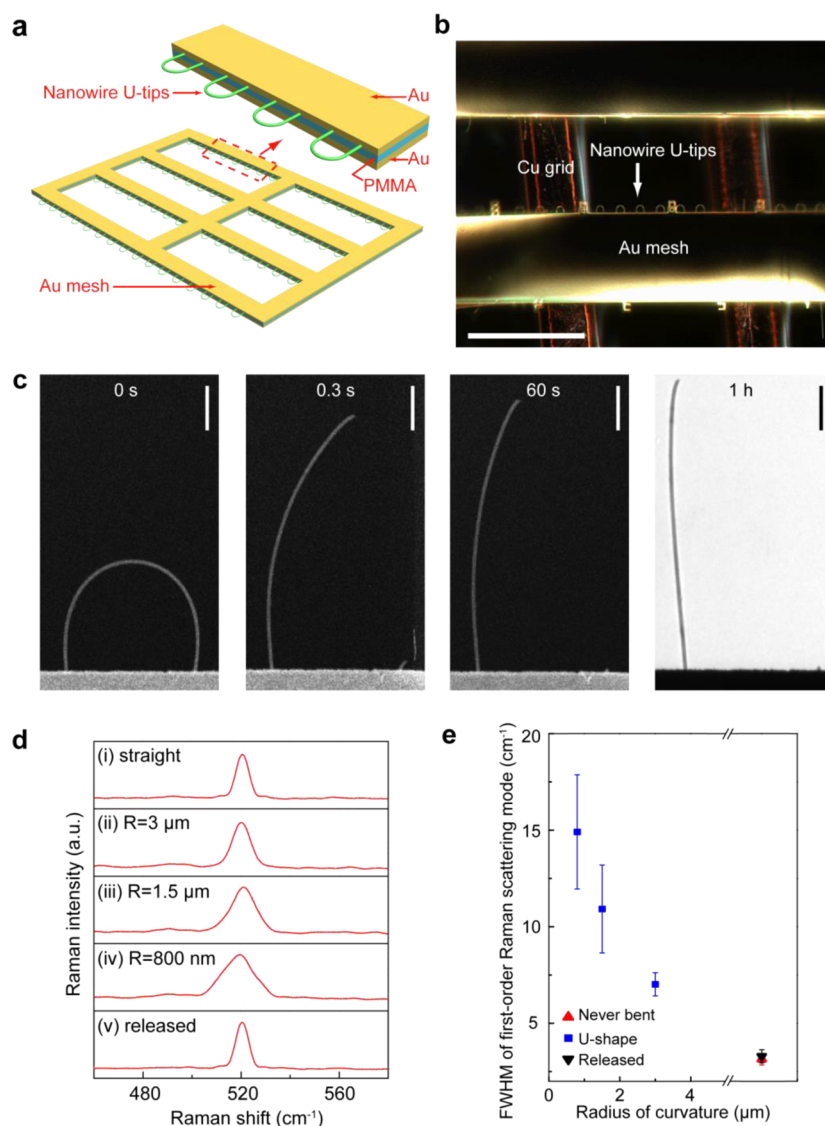 a
Nanowire U-tips
Au
Au
PMMA
Au mesh
b
Cu grid
Nanowire U-tips
Au mesh
c
0 s
0.3 s
60 s
1 h
d
(i) straight
(ii) R=3 μm
(iii) R=1.5 μm
(iv) R=800 nm
(v) released
Raman intensity (a.u.)
480
520
560
Raman shift (cm⁻¹)
e
FWHM of first-order Raman scattering mode (cm⁻¹)
20
15
10
5
Never bent
U-shape
Released
0
2
4
Radius of curvature (μm)